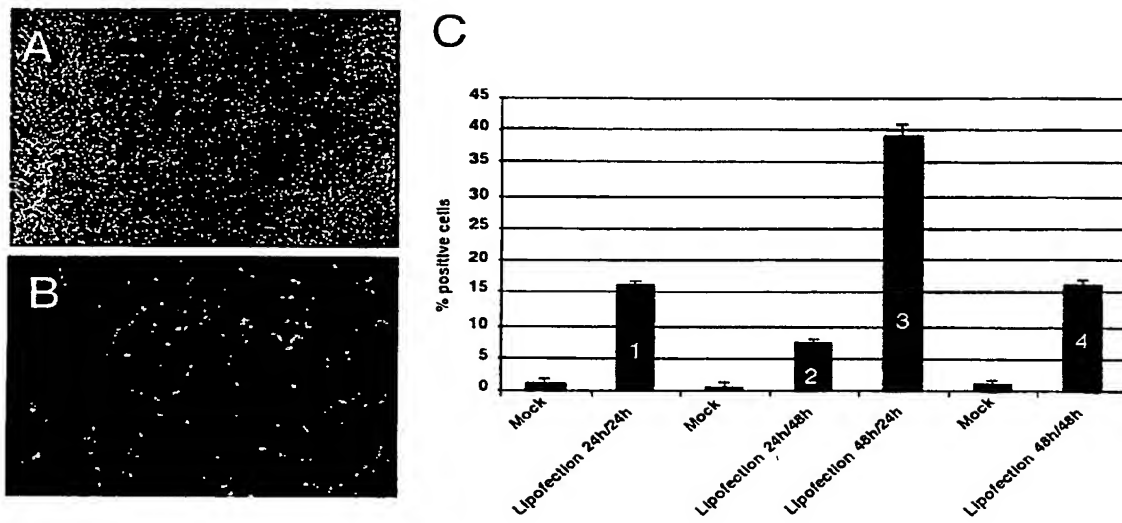 A
B
C
% positive cells
45
40
35
30
25
20
15
10
5
0
1
2
3
4
Mock
Lipofection 24h/24h
Mock
Lipofection 24h/48h
Lipofection 48h/24h
Mock
Lipofection 48h/48h